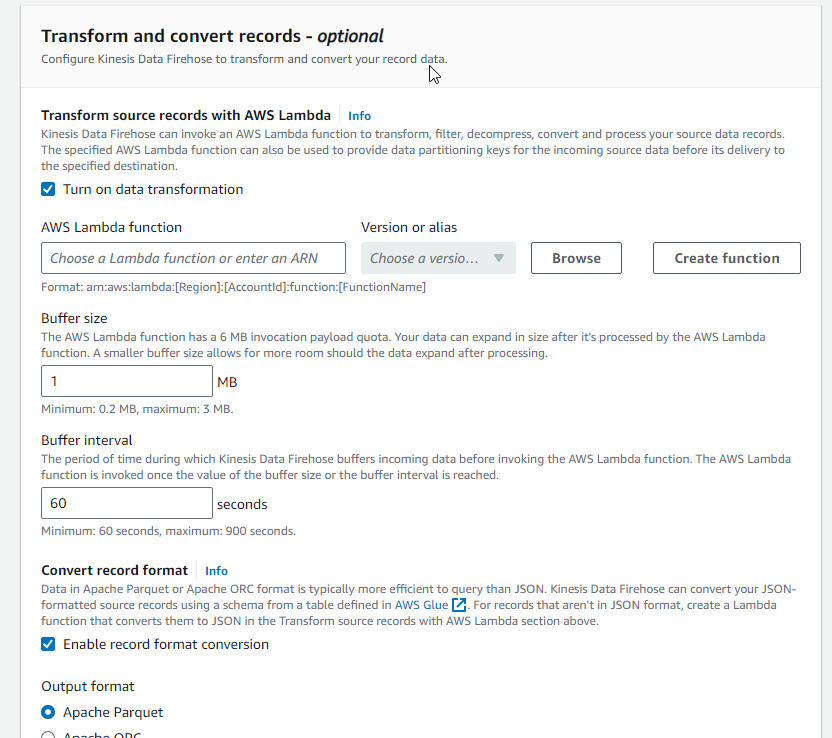 Transform and convert records - optional
Configure Kinesis Data Firehose to transform and convert your record data.
Transform source records with AWS Lambda Info
Kinesis Data Firehose can invoke an AWS Lambda function to transform, filter, decompress, convert and process your source data records.
The specified AWS Lambda function can also be used to provide data partitioning keys for the incoming source data before its delivery to
the specified destination.
Turn on data transformation
AWS Lambda function Version or alias
Choose a Lambda function or enter an ARN Choose a versio... Browse Create function
Format: arn:aws:lambda:[Region]:[AccountId]:function:[FunctionName]
Buffer size
The AWS Lambda function has a 6 MB invocation payload quota. Your data can expand in size after it's processed by the AWS Lambda
function. A smaller buffer size allows for more room should the data expand after processing.
1 MB
Minimum: 0.2 MB, maximum: 3 MB.
Buffer interval
The period of time during which Kinesis Data Firehose buffers incoming data before invoking the AWS Lambda function. The AWS Lambda
function is invoked once the value of the buffer size or the buffer interval is reached.
60 seconds
Minimum: 60 seconds, maximum: 900 seconds.
Convert record format Info
Data in Apache Parquet or Apache ORC format is typically more efficient to query than JSON. Kinesis Data Firehose can convert your JSON-
formatted source records using a schema from a table defined in AWS Glue. For records that aren't in JSON format, create a Lambda
function that converts them to JSON in the Transform source records with AWS Lambda section above.
Enable record format conversion
Output format
Apache Parquet
Apache ORC